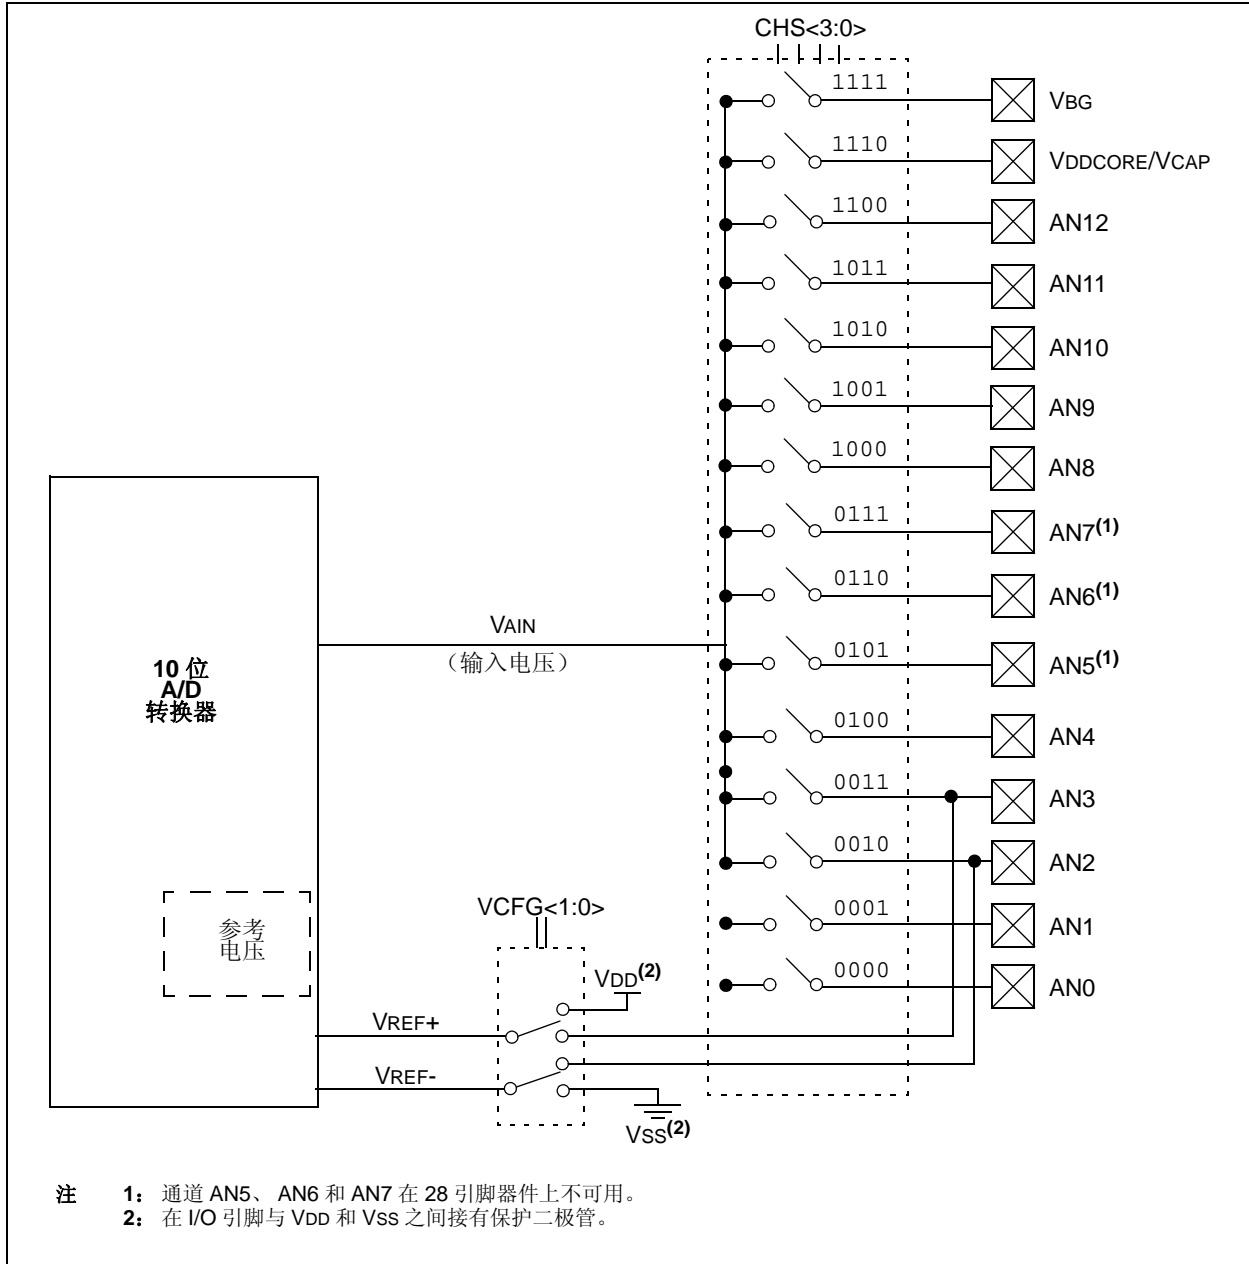 CHS<3:0>
1111 VBG
1110 VDDCORE/VCAP
1100 AN12
1011 AN11
1010 AN10
1001 AN9
1000 AN8
0111 AN7(1)
0110 AN6(1)
VAIN
（输入电压）
0101 AN5(1)
10 位
A/D
转换器
0100 AN4
0011 AN3
0010 AN2
VCFG<1:0>
0001 AN1
参考
电压
VDD(2)
0000 AN0
VREF+
VREF-
VSS(2)
注 1： 通道 AN5、 AN6 和 AN7 在 28 引脚器件上不可用。
2： 在 I/O 引脚与 VDD 和 VSS 之间接有保护二极管。